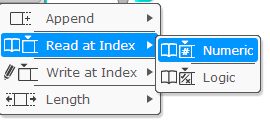 Append
Read at Index
Numeric
Write at Index
Logic
Length